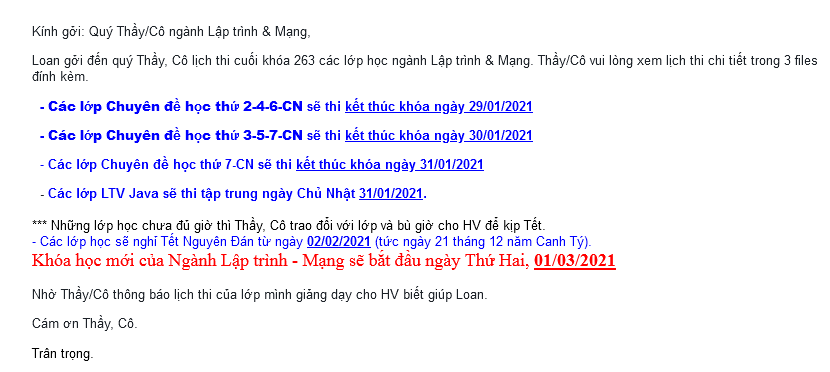 Kính gởi: Quý Thầy/Cô ngành Lập trình & Mạng,
Loan gởi đến quý Thầy, Cô lịch thi cuối khóa 263 các lớp học ngành Lập trình & Mạng. Thầy/Cô vui lòng xem lịch thi chi tiết trong 3 files
đính kèm.
- Các lớp Chuyên đề học thứ 2-4-6-CN sẽ thi kết thúc khóa ngày 29/01/2021
- Các lớp Chuyên đề học thứ 3-5-7-CN sẽ thi kết thúc khóa ngày 30/01/2021
- Các lớp Chuyên đề học thứ 7-CN sẽ thi kết thúc khóa ngày 31/01/2021
- Các lớp LTV Java sẽ thi tập trung ngày Chủ Nhật 31/01/2021.
*** Những lớp học chưa đủ giờ thì Thầy, Cô trao đổi với lớp và bù giờ cho HV để kịp Tết.
- Các lớp học sẽ nghỉ Tết Nguyên Đán từ ngày 02/02/2021 (tức ngày 21 tháng 12 năm Canh Tý).
Khóa học mới của Ngành Lập trình - Mạng sẽ bắt đầu ngày Thứ Hai, 01/03/2021
Nhờ Thầy/Cô thông báo lịch thi của lớp mình giảng dạy cho HV biết giúp Loan.
Cám ơn Thầy, Cô.
Trân trọng.